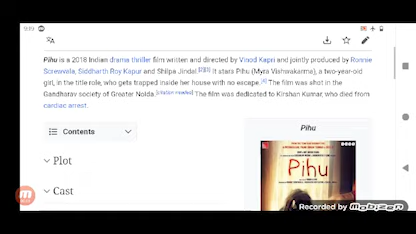 Pihu is a 2018 Indian drama thriller film written and directed by Vinod Kapri and jointly produced by Ronnie
Screwvala, Siddharth Roy Kapur and Shilpa Jindal. It stars Pihu (Myra Vishwakarma), a two-year-old
girl, in the title role, who gets trapped inside her house with no escape. The film was shot in the
Gandharav society of Greater Noida. [citation needed] The film was dedicated to Kirshan Kumar, who died from
cardiac arrest.
Contents
Plot
Cast
Pihu
Pihu
Recorded by Mobizen